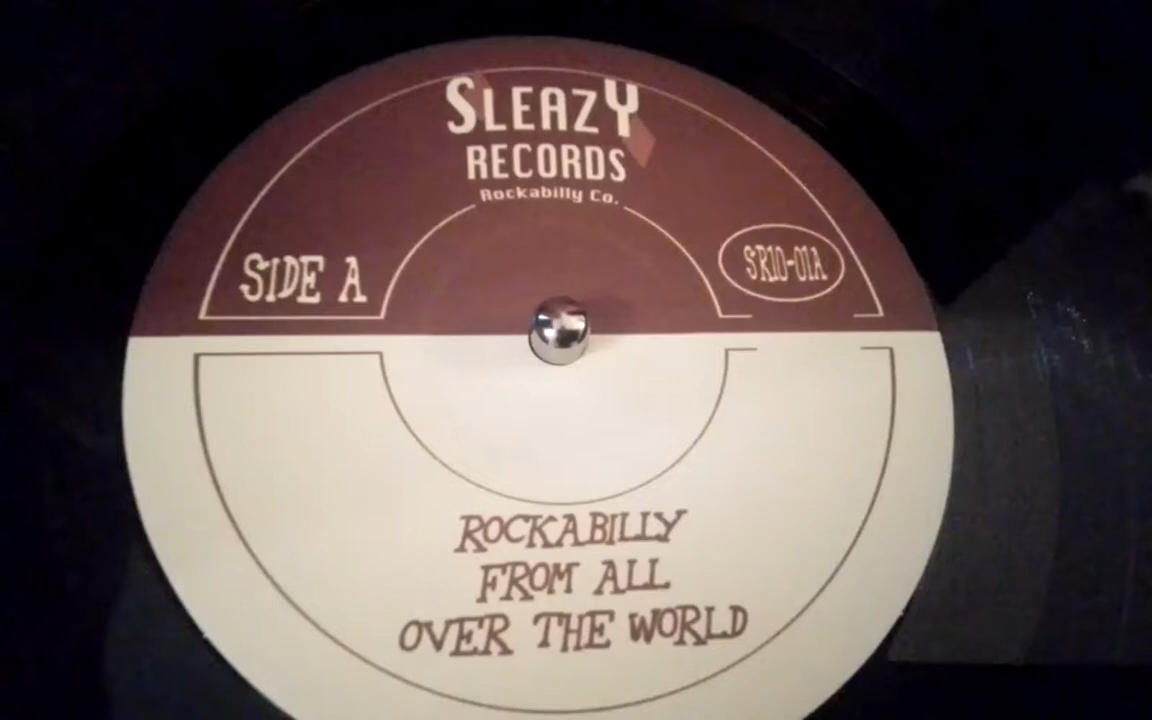 SLEAZY
RECORDS
Rockabilly Co.
SIDE A
SR10-01A
ROCKABILLY
FROM ALL
OVER THE WORLD